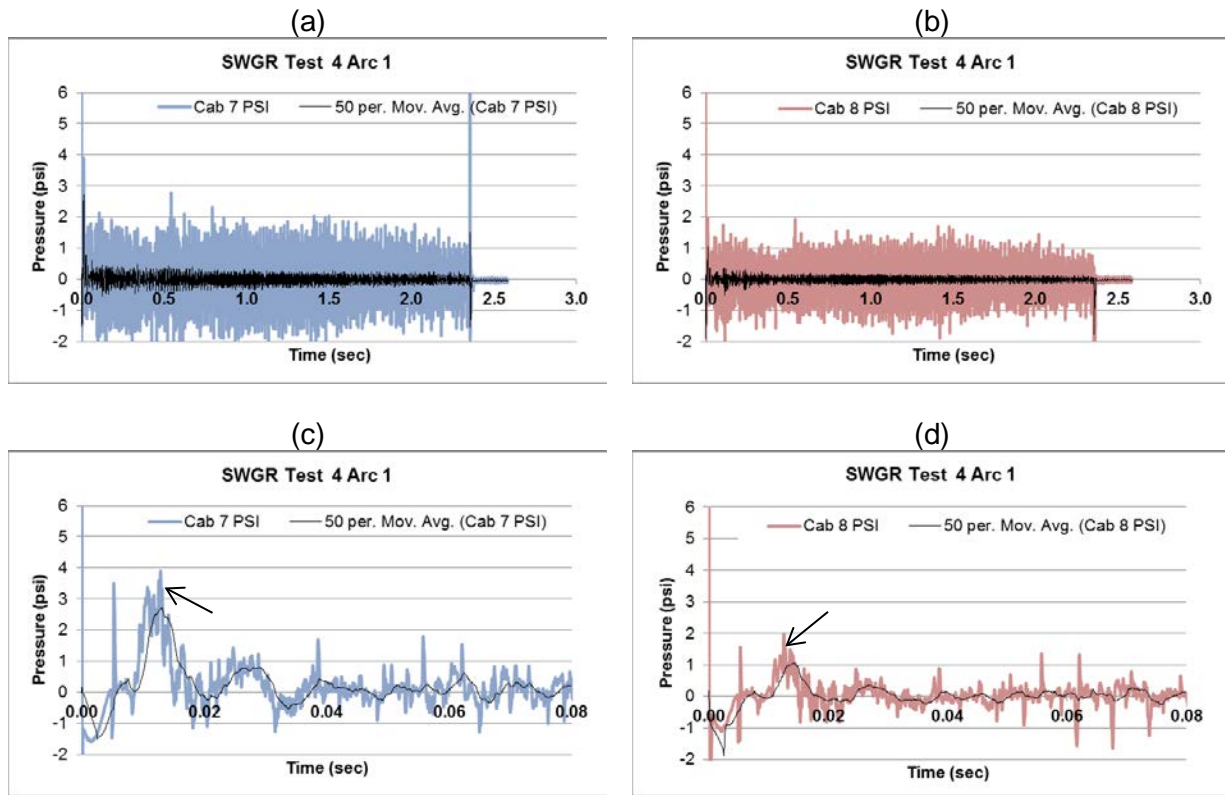 (a)
SWGR Test 4 Arc 1
Cab 7 PSI 50 per. Mov. Avg. (Cab 7 PSI)
Pressure (psi)
6
5
4
3
2
1
0
-1
-2
0.0 0.5 1.0 1.5 2.0 2.5 3.0
Time (sec)
(b)
SWGR Test 4 Arc 1
Cab 8 PSI 50 per. Mov. Avg. (Cab 8 PSI)
Pressure (psi)
6
5
4
3
2
1
0
-1
-2
0.0 0.5 1.0 1.5 2.0 2.5 3.0
Time (sec)
(c)
SWGR Test 4 Arc 1
Cab 7 PSI 50 per. Mov. Avg. (Cab 7 PSI)
Pressure (psi)
6
5
4
3
2
1
0
-1
-2
0.00 0.02 0.04 0.06 0.08
Time (sec)
(d)
SWGR Test 4 Arc 1
Cab 8 PSI 50 per. Mov. Avg. (Cab 8 PSI)
Pressure (psi)
6
5
4
3
2
1
0
-1
-2
0.00 0.02 0.04 0.06 0.08
Time (sec)